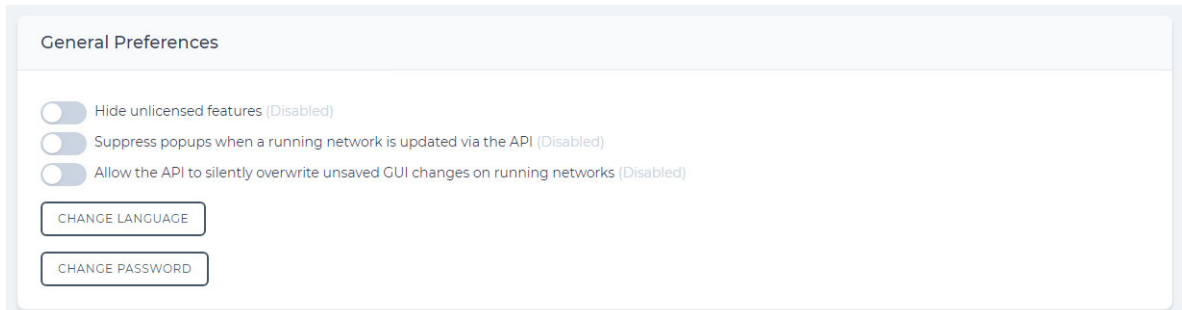 General Preferences
Hide unlicensed features (Disabled)
Suppress popups when a running network is updated via the API (Disabled)
Allow the API to silently overwrite unsaved GUI changes on running networks (Disabled)
CHANGE LANGUAGE
CHANGE PASSWORD